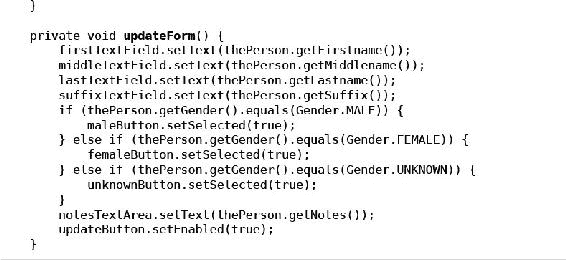 }
private void updateForm() {
firstTextField.setText(thePerson.getFirstname());
middleTextField.setText(thePerson.getMiddlename());
lastTextField.setText(thePerson.getLastname());
suffixTextField.setText(thePerson.getSuffix());
if (thePerson.getGender().equals(Gender.MALE)) {
maleButton.setSelected(true);
} else if (thePerson.getGender().equals(Gender.FEMALE)) {
femaleButton.setSelected(true);
} else if (thePerson.getGender().equals(Gender.UNKNOWN)) {
unknownButton.setSelected(true);
}
notesTextArea.setText(thePerson.getNotes());
updateButton.setEnabled(true);
}